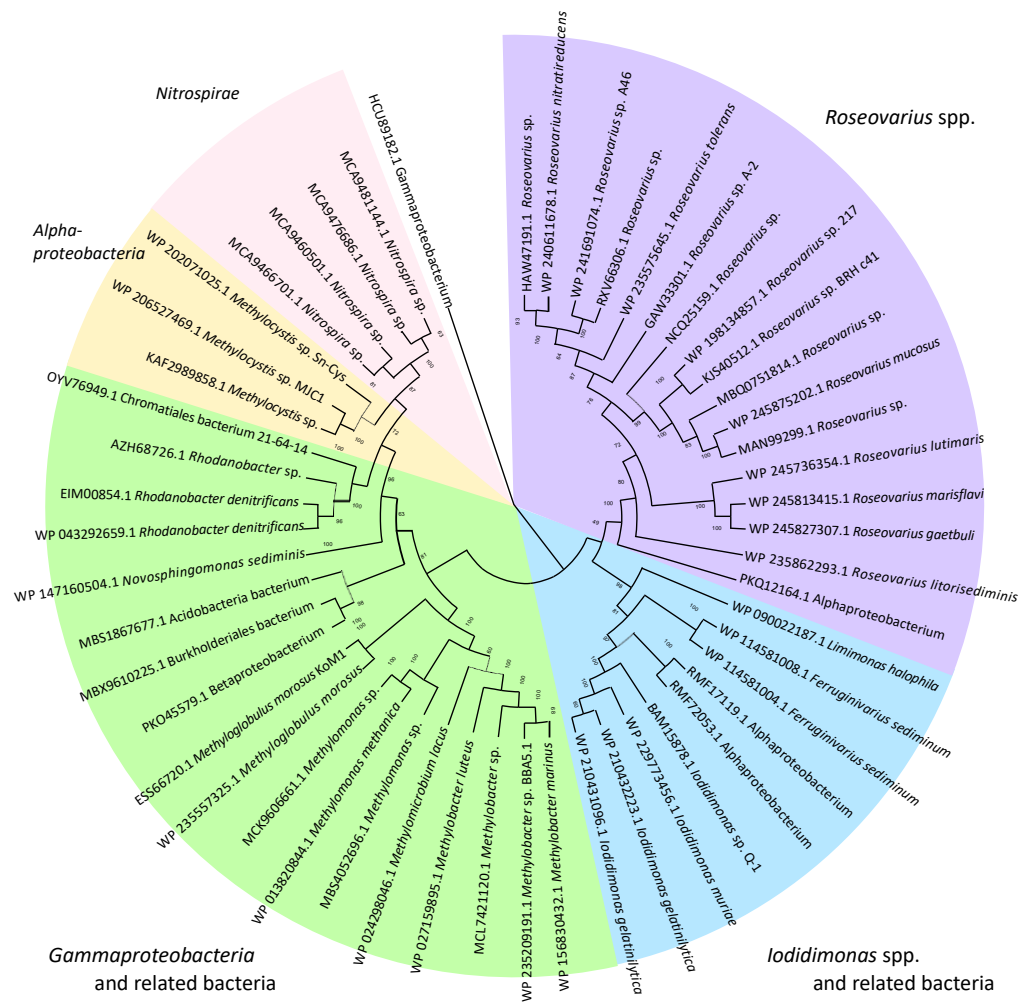 Nitrospirae
Roseovarius spp.
Alpha-
proteobacteria
Gammaproteobacteria
and related bacteria
Iodidimonas spp.
and related bacteria
HAW47191.1 Roseovarius sp.
WP 240611678.1 Roseovarius nitratireducens
WP 241691074.1 Roseovarius sp. A46
RXV66306.1 Roseovarius sp.
WP 235575645.1 Roseovarius tolerans
GAW33301.1 Roseovarius sp. A-2
NCQ25159.1 Roseovarius sp.
WP 198134857.1 Roseovarius sp. 217
KJS40512.1 Roseovarius sp. BRH c41
MBQ0751814.1 Roseovarius sp.
WP 245875202.1 Roseovarius mucosus
MAN99299.1 Roseovarius sp.
WP 245736354.1 Roseovarius lutimaris
WP 245813415.1 Roseovarius marisflavi
WP 245827307.1 Roseovarius gaetbuli
WP 235862293.1 Roseovarius litorisediminis
PKQ12164.1 Alphaproteobacterium
WP 090022187.1 Limimonas halophila
WP 114581008.1 Ferruginivarius sediminum
WP 114581004.1 Ferruginivarius sediminum
RMF17119.1 Alphaproteobacterium
RMF72053.1 Alphaproteobacterium
BAM15878.1 Iodidimonas sp. Q-1
WP 229773456.1 Iodidimonas muriae
WP 210432223.1 Iodidimonas gelatinilytica
WP 210431096.1 Iodidimonas gelatinilytica
WP 156830432.1 Methylobacter marinus
WP 235209191.1 Methylobacter sp. BBA5.1
MCL7421120.1 Methylobacter sp.
WP 027159895.1 Methylobacter luteus
WP 024298046.1 Methylomicrobium lacus
MBS4052696.1 Methylomonas sp.
WP 013820844.1 Methylomonas methanica
MCK9606661.1 Methylomonas sp.
WP 235557325.1 Methyloglobulus morosus
ESS66720.1 Methyloglobulus morosus KoM1
PKO45579.1 Betaproteobacterium
MBX9610225.1 Burkholderiales bacterium
MBS1867677.1 Acidobacteria bacterium
WP 147160504.1 Novosphingomonas sediminis
WP 043292659.1 Rhodanobacter denitrificans
EIM00854.1 Rhodanobacter denitrificans
AZH68726.1 Rhodanobacter sp.
OYV76949.1 Chromatiales bacterium 21-64-14
KAF2989858.1 Methylocystis sp.
WP 206527469.1 Methylocystis sp. MJC1
WP 202071025.1 Methylocystis sp. Sn-Cys
MCA9466701.1 Nitrospira sp.
MCA9460501.1 Nitrospira sp.
MCA9476686.1 Nitrospira sp.
MCA9481144.1 Nitrospira sp.
HCU89182.1 Gammaproteobacterium